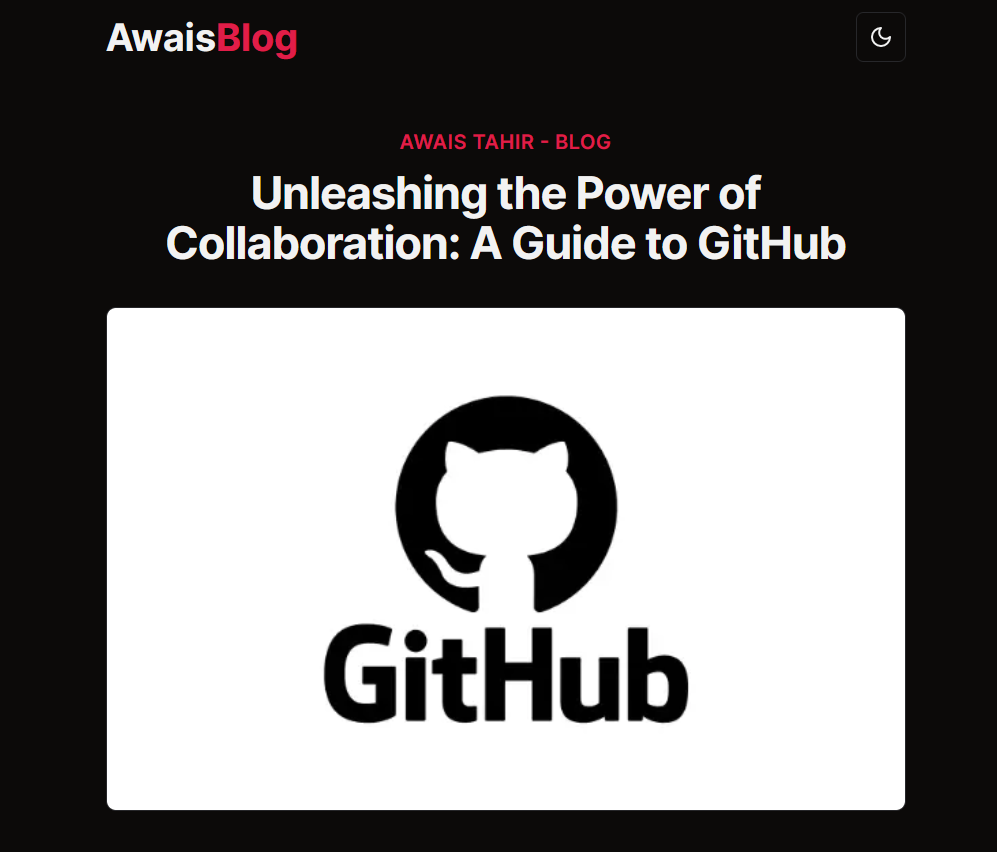 AwaisBlog
AWAIS TAHIR - BLOG
Unleashing the Power of
Collaboration: A Guide to GitHub
GitHub